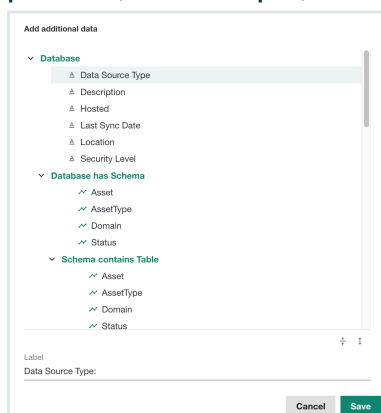 Add additional data
Database
Data Source Type
Description
Hosted
Last Sync Date
Location
Security Level
Database has Schema
Asset
AssetType
Domain
Status
Schema contains Table
Asset
AssetType
Domain
Status
Label
Data Source Type:
Cancel Save